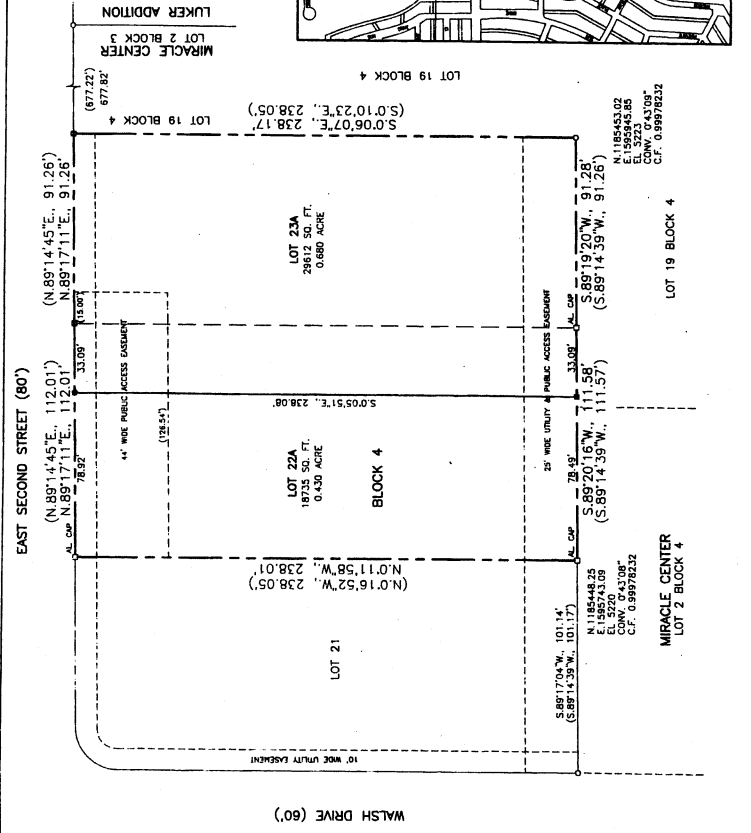 LUKER ADDITION
MIRACLE CENTER
LOT 2 BLOCK 3
(677.22')
677.82'
LOT 19 BLOCK 4
LOT 19 BLOCK 4
S.0°06'07"E., 238.17'
(S.0°10'23"E., 238.05')
EAST SECOND STREET (80')
(N.89°14'45"E., 91.26')
N.89°17'11"E., 91.26'
(15.00')
33.09'
(N.89°14'45"E., 112.01')
N.89°17'11"E., 112.01'
78.92'
AL. CAP
44' WIDE PUBLIC ACCESS EASEMENT
(126.54')
LOT 23A
29612 SQ. FT.
0.680 ACRE
S.0°05'51"E., 238.08'
LOT 22A
18735 SQ. FT.
0.430 ACRE
BLOCK 4
25' WIDE UTILITY & PUBLIC ACCESS EASEMENT
AL. CAP
33.09'
S.89°19'20"W., 91.28'
(S.89°14'39"W., 91.26')
N.1185453.02
E.1595945.85
EL 5223
CONV. 0°43'09"
C.F. 0.99978232
LOT 19 BLOCK 4
78.49'
S.89°20'16"W., 111.58'
(S.89°14'39"W., 111.57')
AL. CAP
N.0°11'58"W., 238.01'
(N.0°16'52"W., 238.05')
N.1185448.25
E.1595743.09
EL 5220
CONV. 0°43'08"
C.F. 0.99978232
MIRACLE CENTER
LOT 2 BLOCK 4
LOT 21
S.89°17'04"W., 101.14'
(S.89°14'39"W., 101.17')
10' WIDE UTILITY EASEMENT
WALSH DRIVE (60')